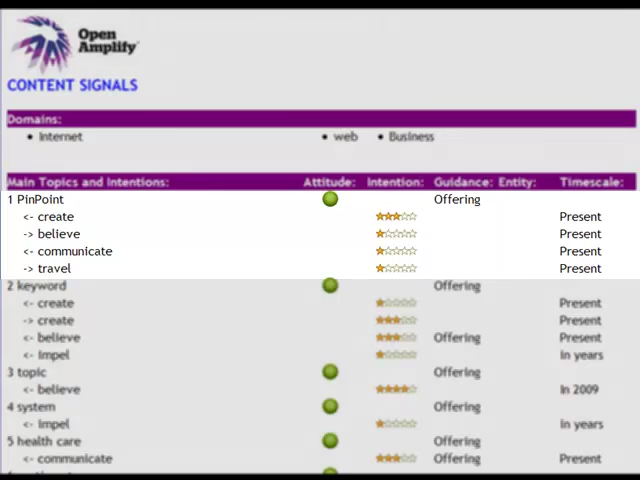 Open
Amplify
CONTENT SIGNALS
Domains:
• Internet • web • Business
Main Topics and Intentions: Attitude: Intention: Guidance: Entity: Timescale:
1 PinPoint Offering
<- create Present
-> believe Present
<- communicate Present
-> travel Present
2 keyword Offering
<- create Present
-> create Present
<- believe Offering Present
<- impel In years
3 topic Offering
<- believe In 2009
4 system Offering
<- impel In years
5 health care Offering
<- communicate Offering Present